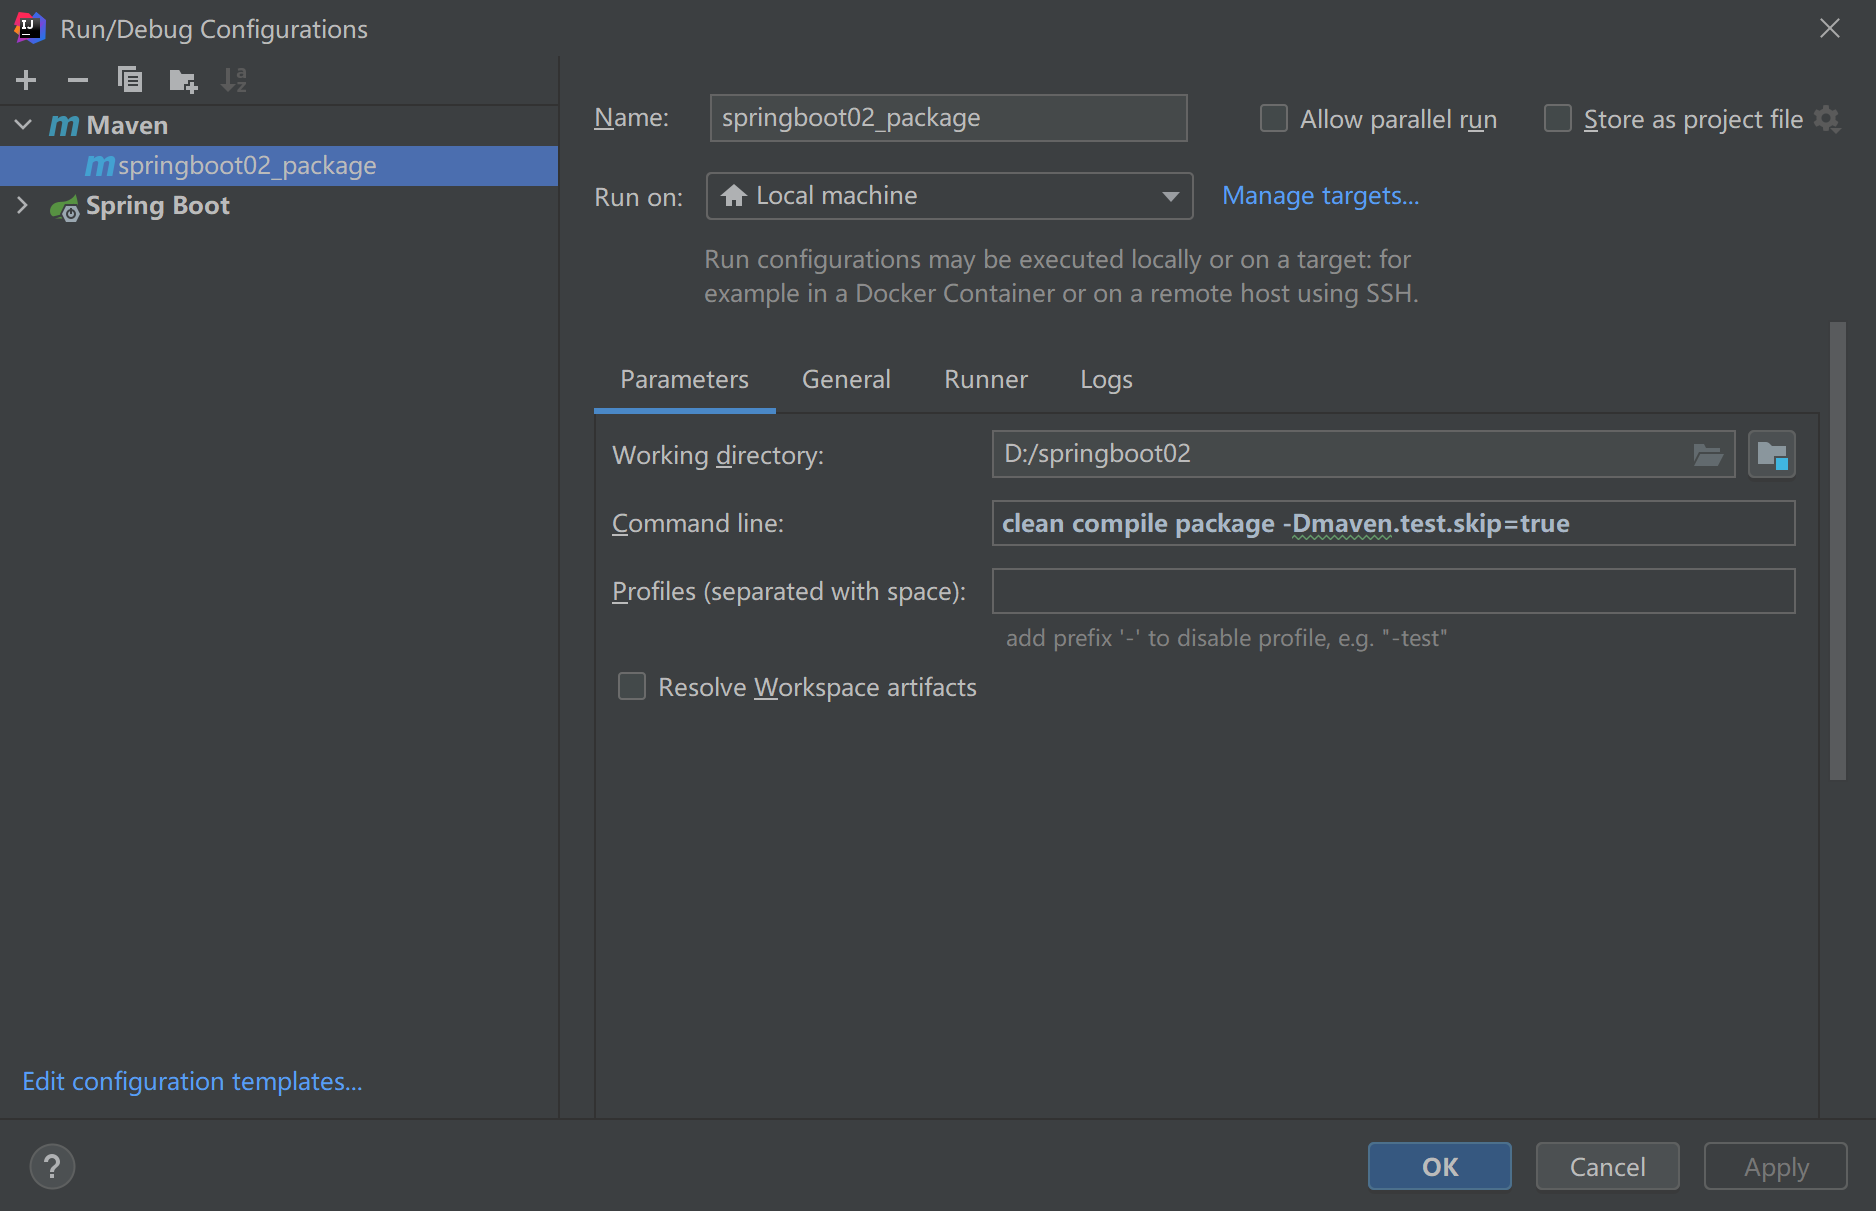 Run/Debug Configurations
Maven
springboot02_package
Spring Boot
Edit configuration templates...
Name: springboot02_package Allow parallel run Store as project file
Run on: Local machine Manage targets...
Run configurations may be executed locally or on a target: for
example in a Docker Container or on a remote host using SSH.
Parameters General Runner Logs
Working directory: D:/springboot02
Command line: clean compile package -Dmaven.test.skip=true
Profiles (separated with space):
add prefix '-' to disable profile, e.g. "-test"
Resolve Workspace artifacts
? OK Cancel Apply